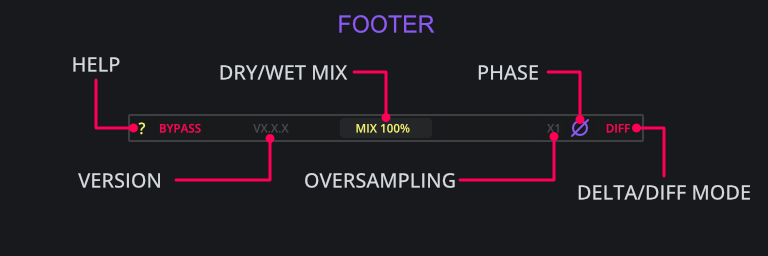 FOOTER
HELP
DRY/WET MIX
PHASE
? BYPASS VX.X.X MIX 100% X1 DIFF
VERSION
OVERSAMPLING
DELTA/DIFF MODE